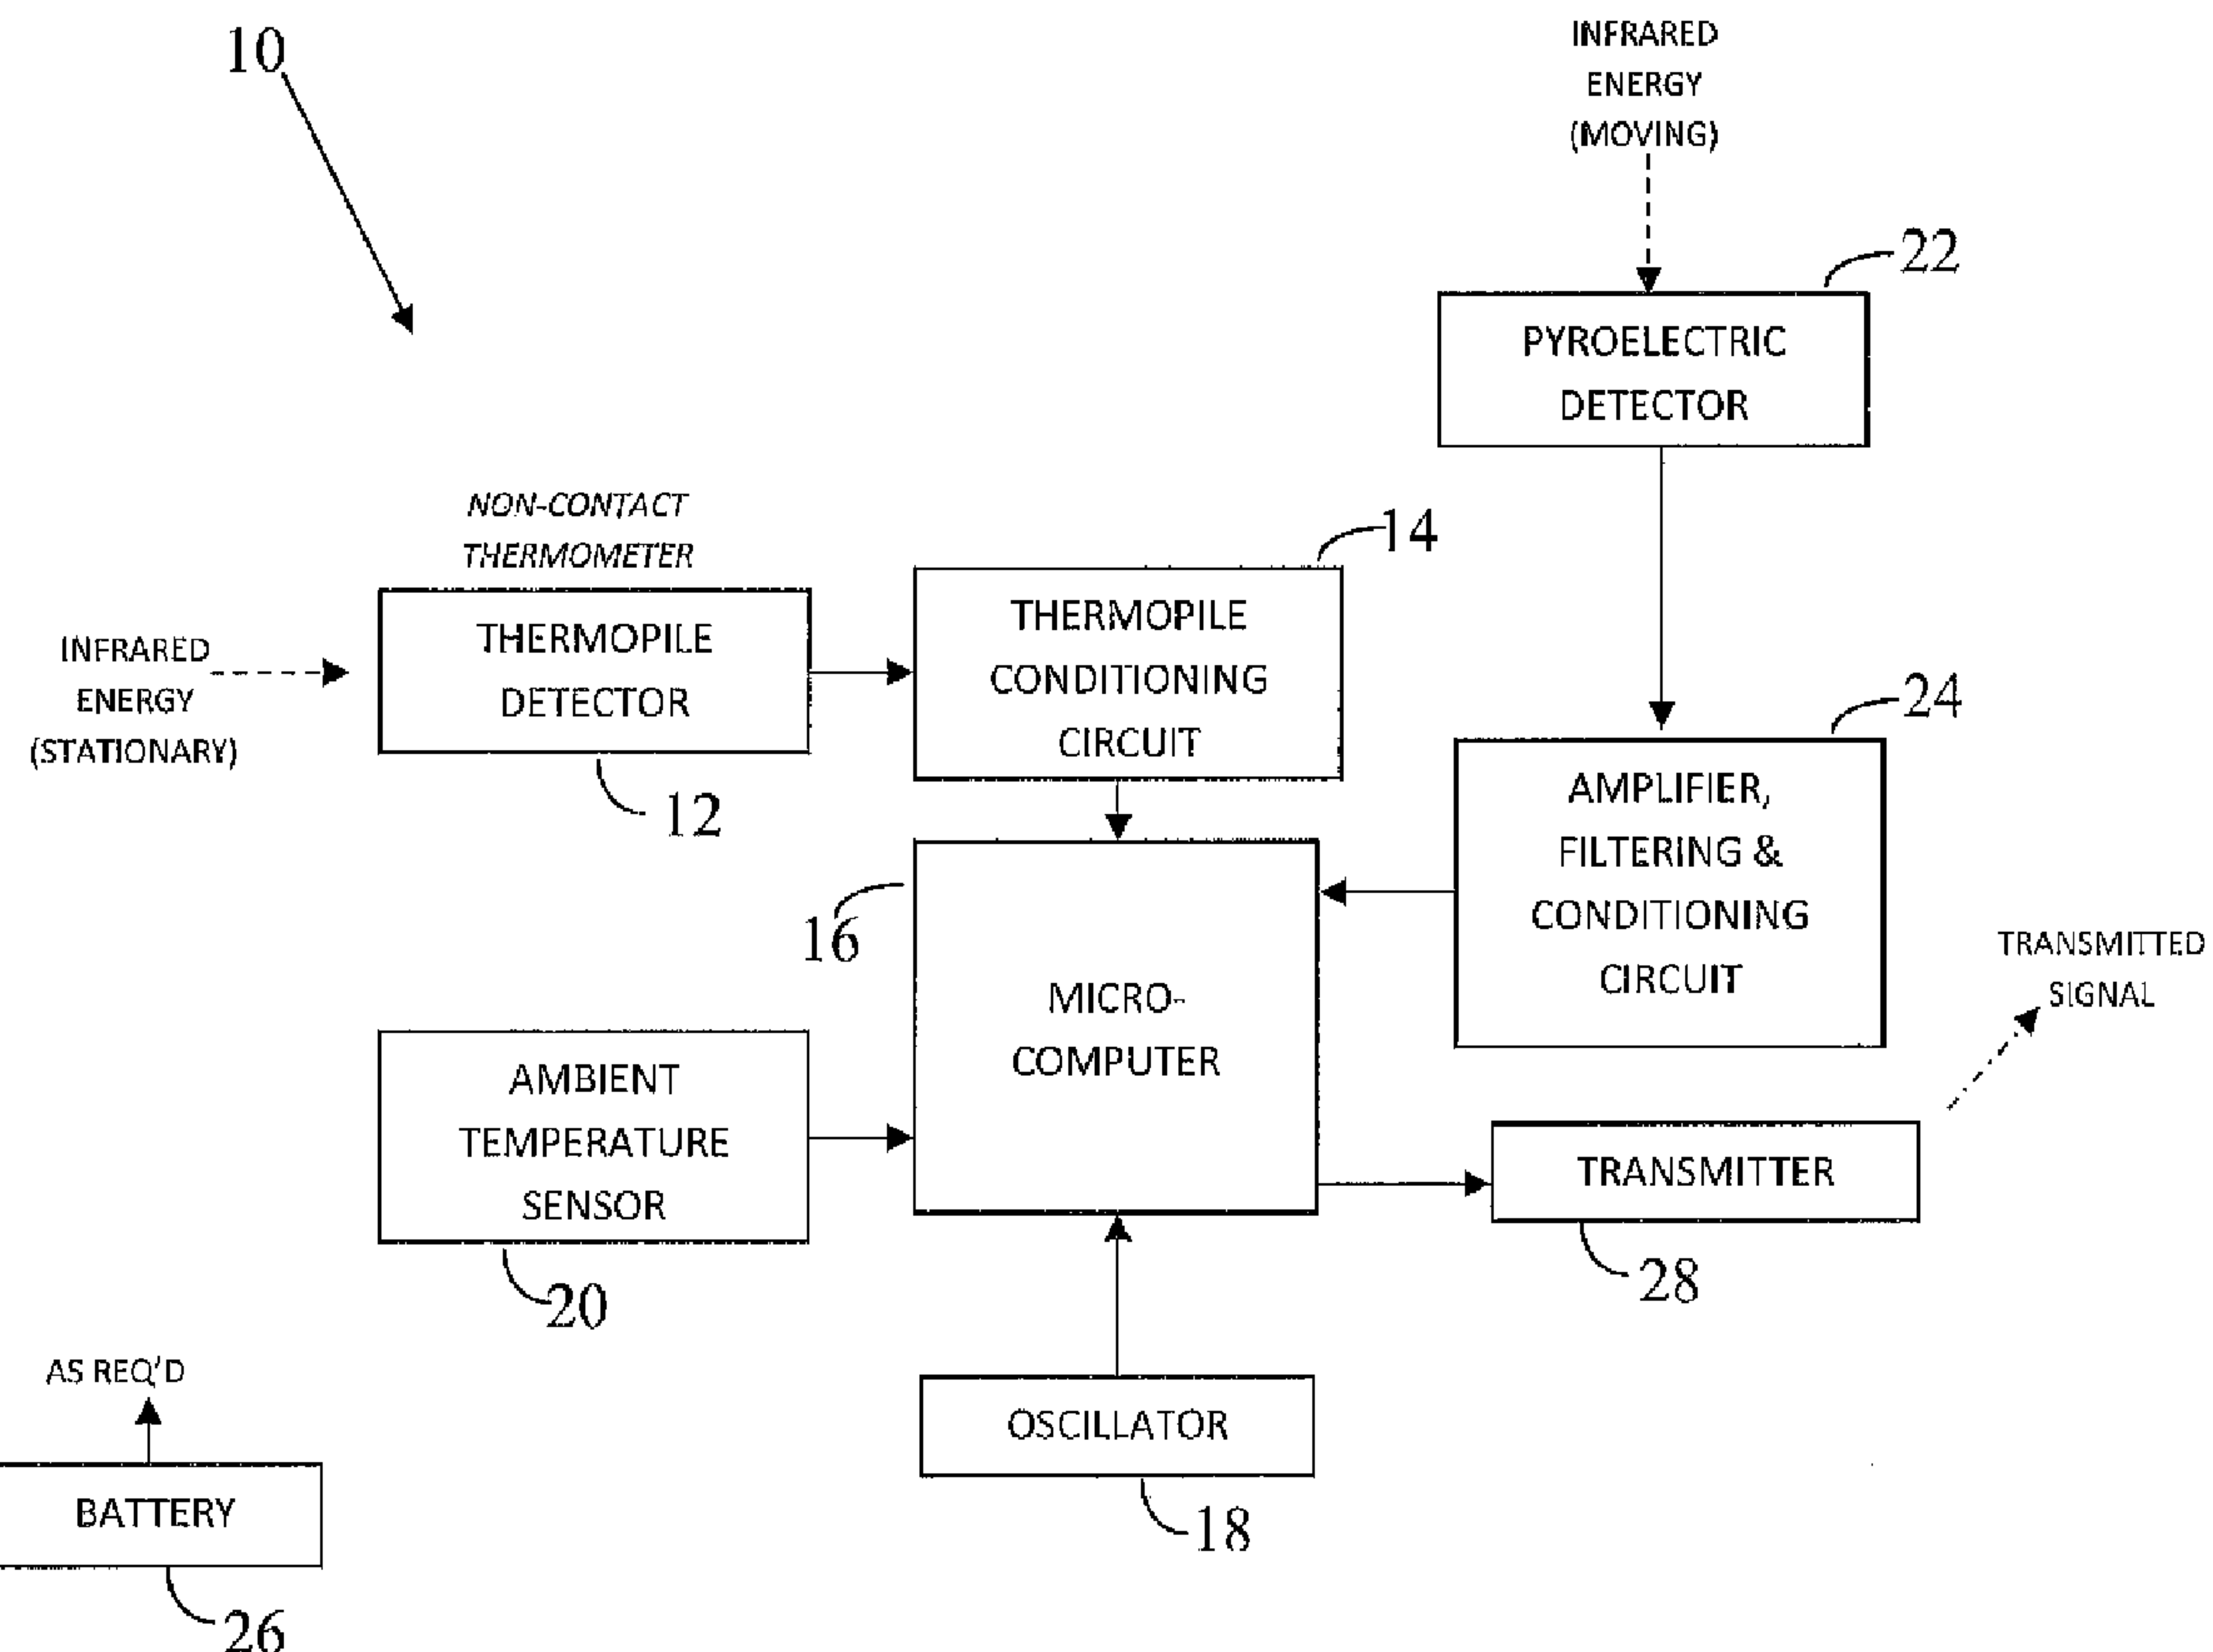 10
INFRARED
ENERGY
(MOVING)
22
PYROELECTRIC
DETECTOR
NON-CONTACT
THERMOMETER
14
INFRARED
ENERGY
(STATIONARY)
THERMOPILE
DETECTOR
12
THERMOPILE
CONDITIONING
CIRCUIT
24
AMPLIFIER,
FILTERING &
CONDITIONING
CIRCUIT
16
MICRO-
COMPUTER
TRANSMITTED
SIGNAL
AMBIENT
TEMPERATURE
SENSOR
20
TRANSMITTER
28
AS REQ'D
BATTERY
26
OSCILLATOR
18